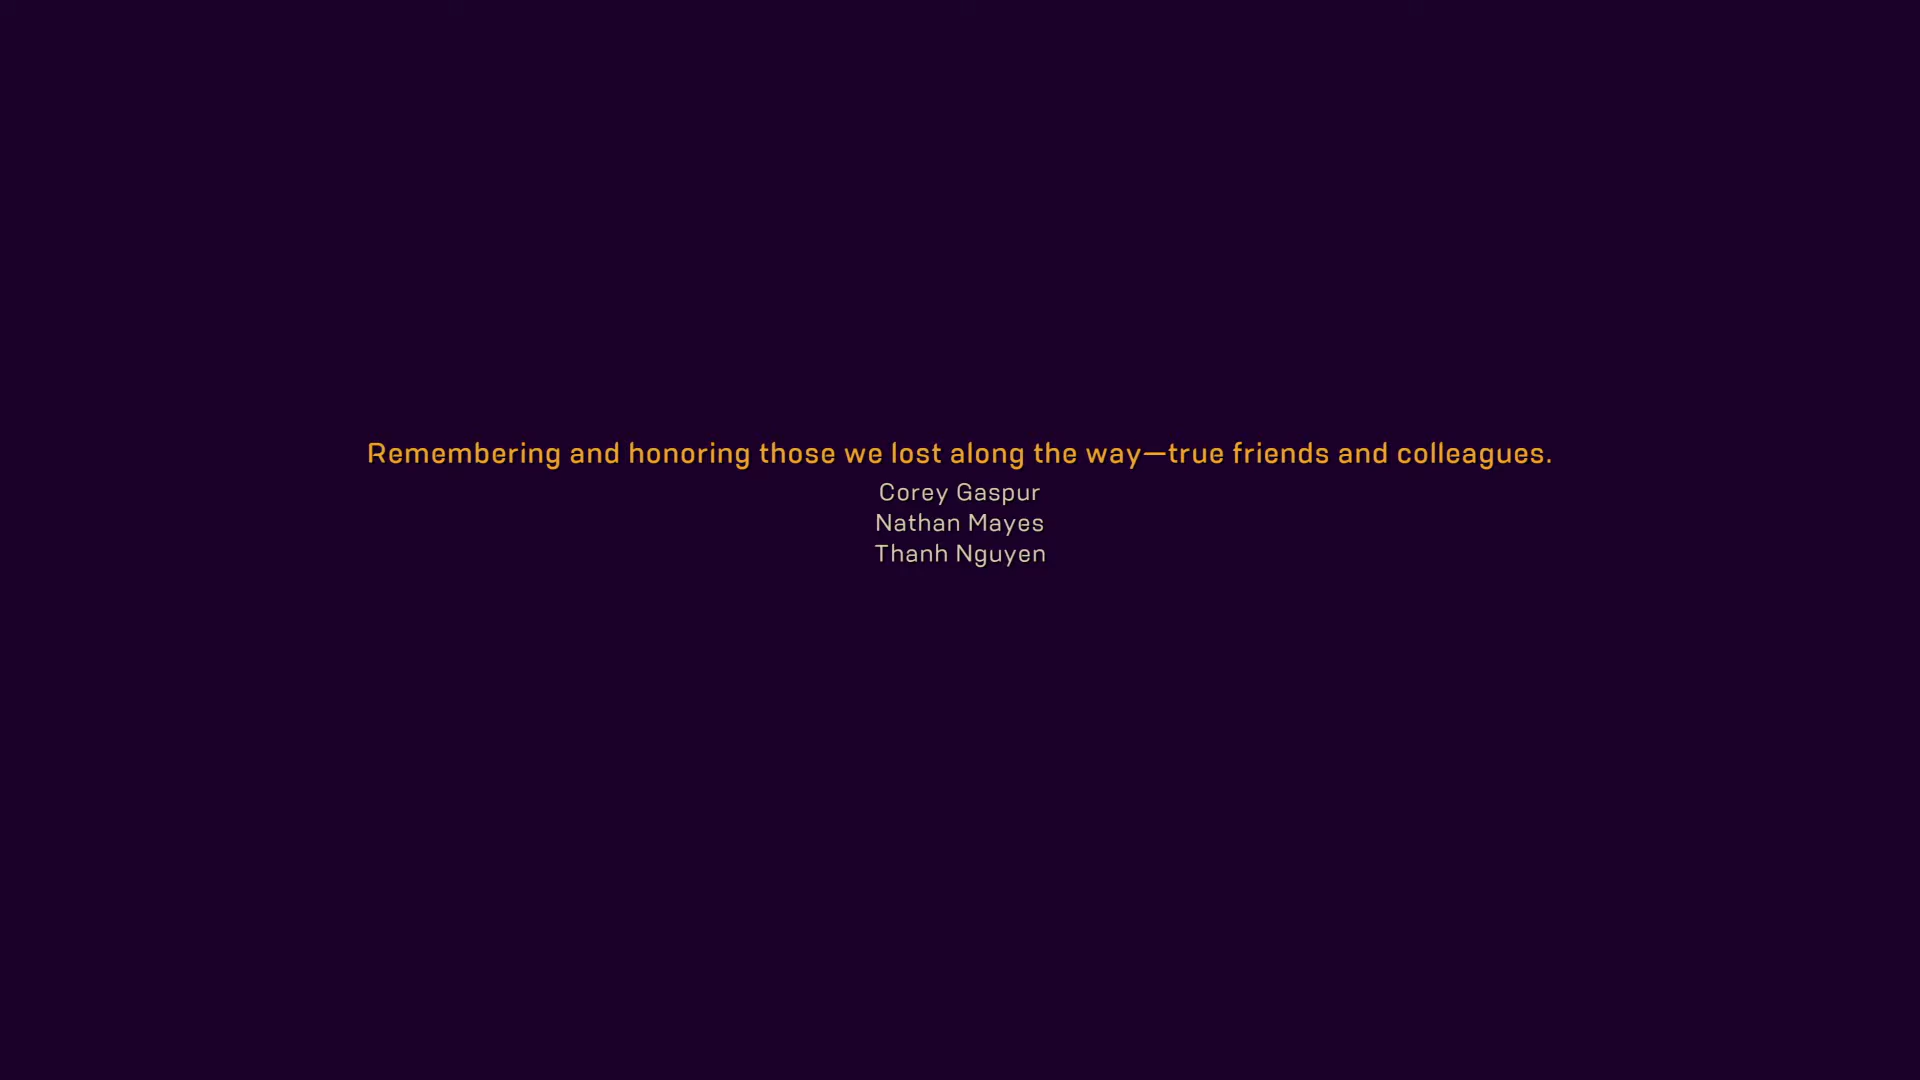 Remembering and honoring those we lost along the way—true friends and colleagues.
Corey Gaspur
Nathan Mayes
Thanh Nguyen